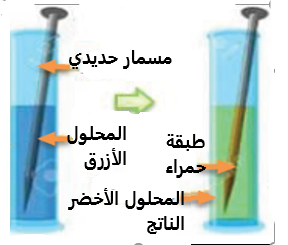 مسمار حديدي
المحلول
الأزرق
طبقة
حمراء
المحلول الأخضر
الناتج